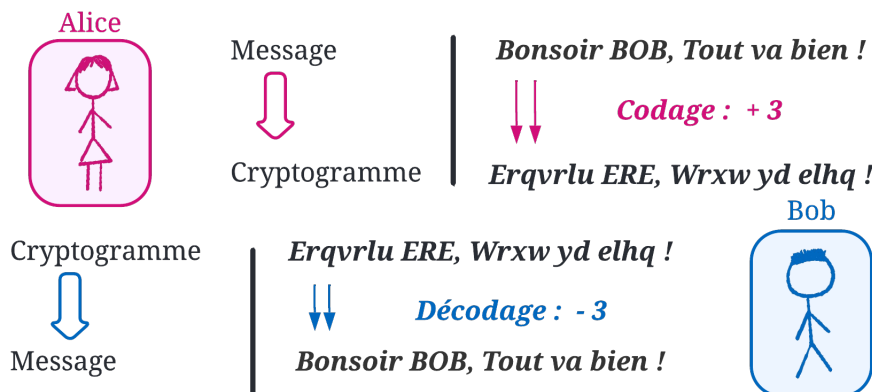 Alice
Message
Bonsoir BOB, Tout va bien !
Codage : + 3
Cryptogramme
Erqvrlu ERE, Wrxw yd elhq !
Bob
Cryptogramme
Erqvrlu ERE, Wrxw yd elhq !
Décodage : - 3
Message
Bonsoir BOB, Tout va bien !